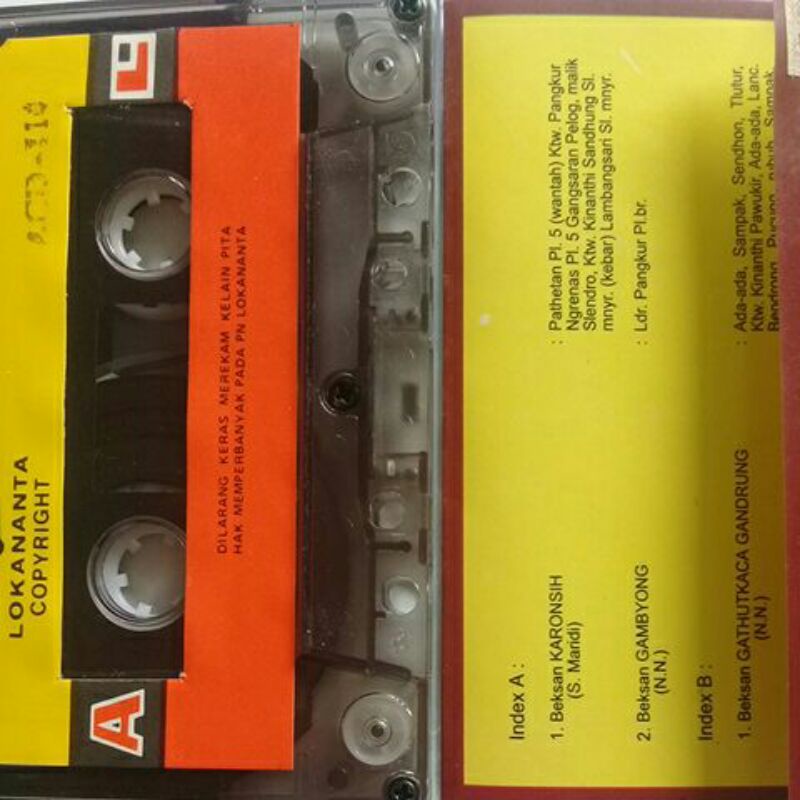 A
LOKANANTA
COPYRIGHT
DILARANG KERAS MEREKAM KELAIN PITA
HAK MEMPERBANYAK PADA PN LOKANANTA
Index A :
1. Beksan KARONSIH
(S. Maridi)
: Pathetan Pl. 5 (wantah) Ktw. Pangkur
Ngrenas Pl. 5 Gangsaran Pelog, malik
Slendro, Ktw. Kinanthi Sandhung Sl.
mnyr. (kebar) Lambangsari Sl. mnyr.
2. Beksan GAMBYONG
(N.N.)
: Ldr. Pangkur Pl.br.
Index B :
1. Beksan GATHUTKACA GANDRUNG
(N.N.)
: Ada-ada, Sampak, Sendhon, Tlutur,
Ktw. Kinanthi Pawukir, Ada-ada, Lanc.